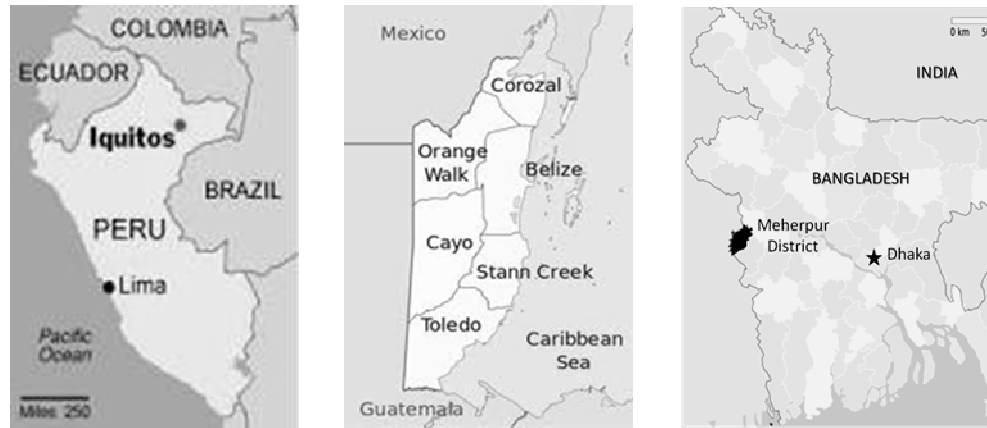 COLOMBIA
ECUADOR
Iquitos
BRAZIL
PERU
Lima
Pacific
Ocean
Miles 250
Mexico
Corozal
Orange
Walk
Belize
Cayo
Stann Creek
Toledo
Caribbean
Sea
Guatemala
0 km
INDIA
BANGLADESH
Meherpur
District
Dhaka